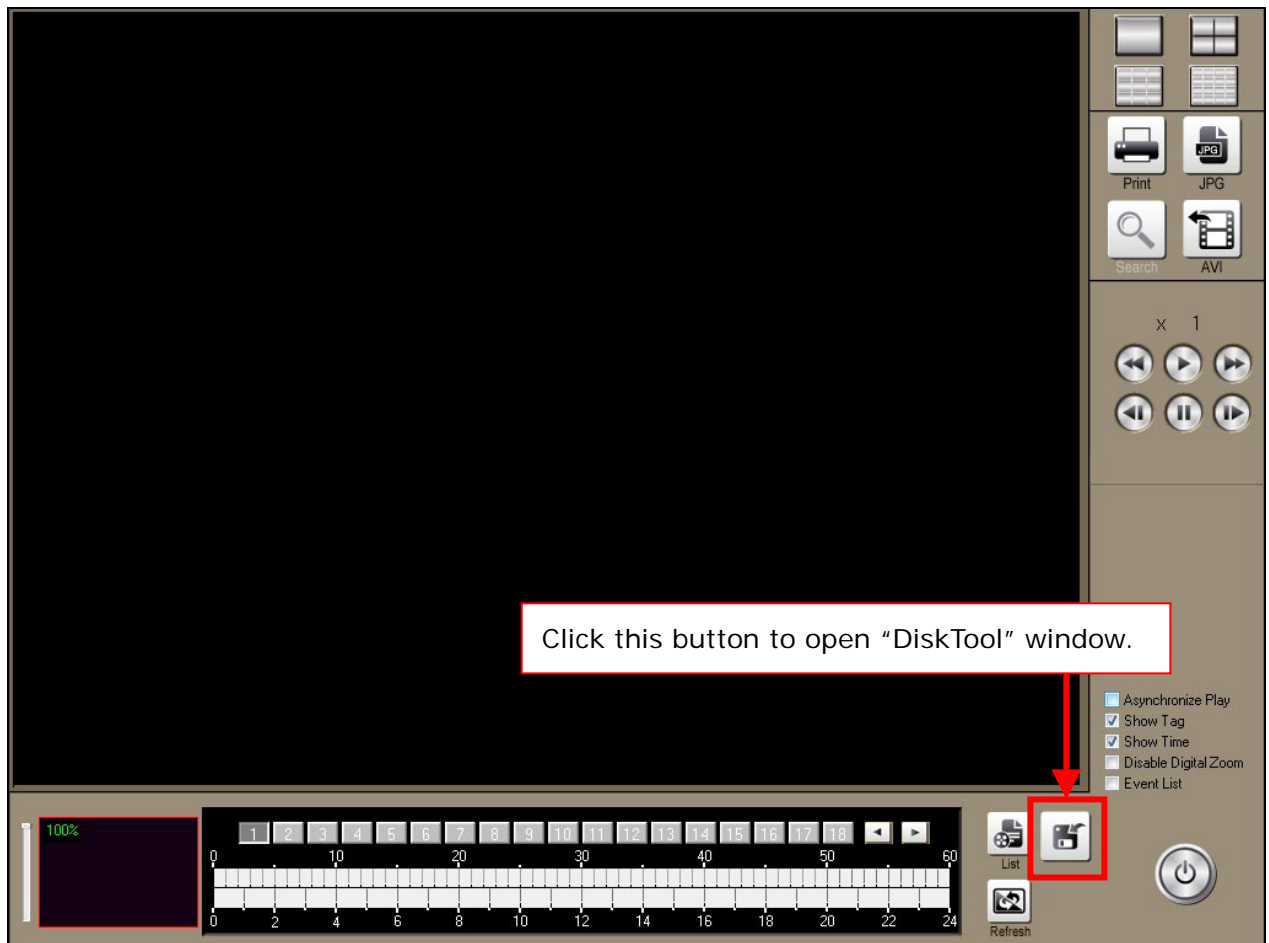 JPG
Print JPG
Search AVI
x 1
Click this button to open “DiskTool” window.
Asynchronize Play
Show Tag
Show Time
Disable Digital Zoom
Event List
100%
1 2 3 4 5 6 7 8 9 10 11 12 13 14 15 16 17 18
0 10 20 30 40 50 60
List
0 2 4 6 8 10 12 14 16 18 20 22 24
Refresh